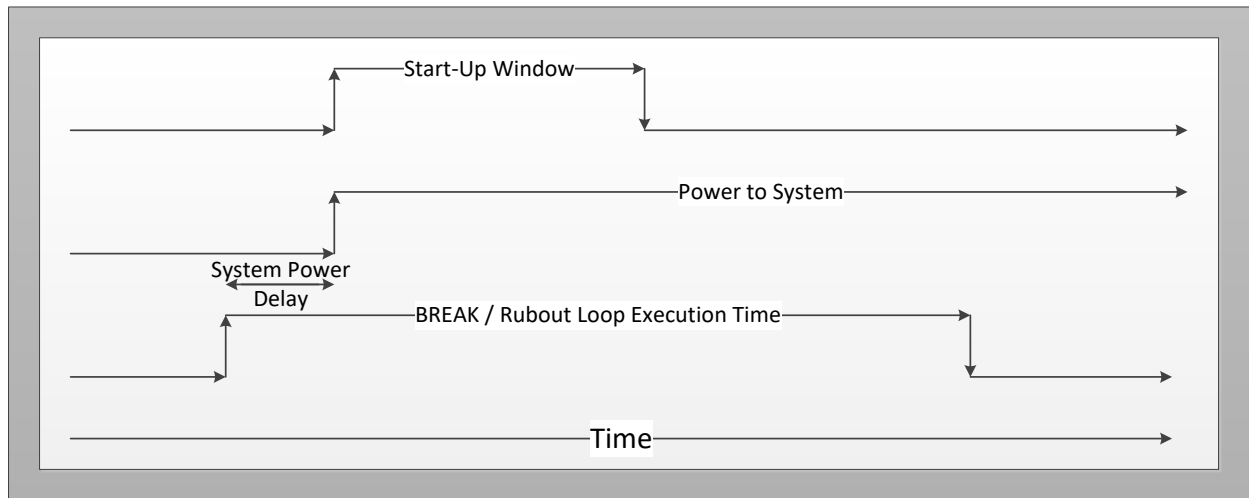 Start-Up Window
Power to System
System Power
Delay
BREAK / Rubout Loop Execution Time
Time